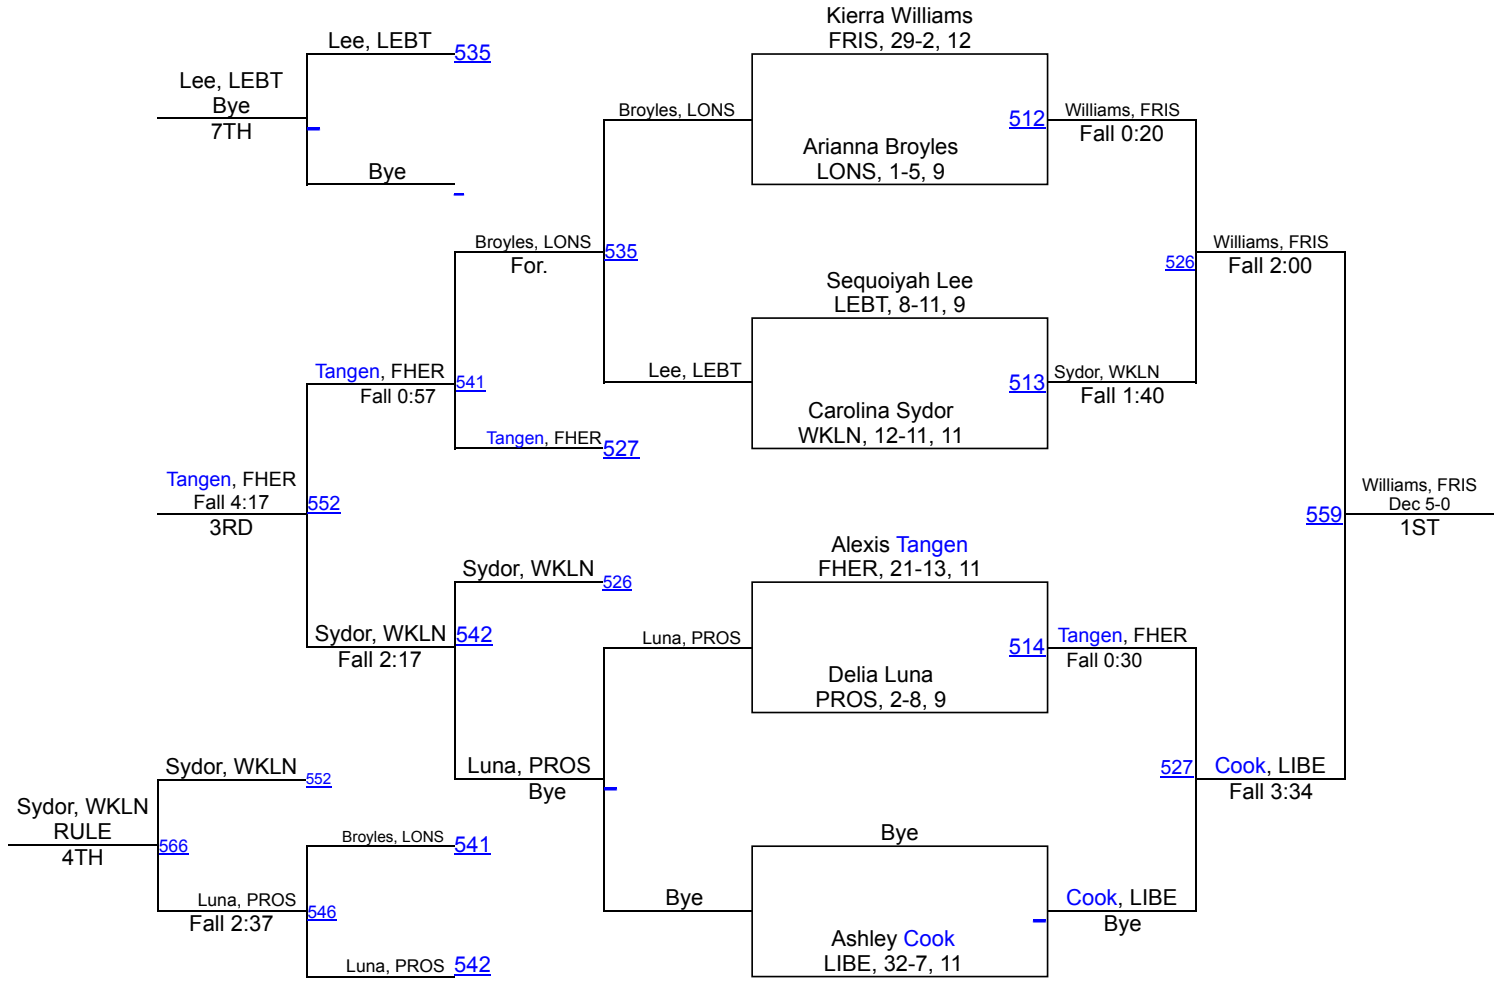 Kierra Williams
FRIS, 29-2, 12
Lee, LEBT
535
Lee, LEBT
Bye
7TH
Bye
Broyles, LONS
512
Williams, FRIS
Fall 0:20
Arianna Broyles
LONS, 1-5, 9
Broyles, LONS
For.
535
526
Williams, FRIS
Fall 2:00
Sequoiyah Lee
LEBT, 8-11, 9
Tangen, FHER
Fall 0:57
541
Lee, LEBT
513
Sydor, WKLN
Fall 1:40
Carolina Sydor
WKLN, 12-11, 11
Tangen, FHER
527
Tangen, FHER
Fall 4:17
3RD
552
559
Williams, FRIS
Dec 5-0
1ST
Alexis Tangen
FHER, 21-13, 11
Sydor, WKLN
526
Sydor, WKLN
Fall 2:17
542
Luna, PROS
514
Tangen, FHER
Fall 0:30
Delia Luna
PROS, 2-8, 9
Sydor, WKLN
552
Luna, PROS
Bye
527
Cook, LIBE
Fall 3:34
Sydor, WKLN
RULE
4TH
566
Broyles, LONS
541
Bye
Luna, PROS
Fall 2:37
546
Bye
Cook, LIBE
Bye
Ashley Cook
LIBE, 32-7, 11
Luna, PROS
542